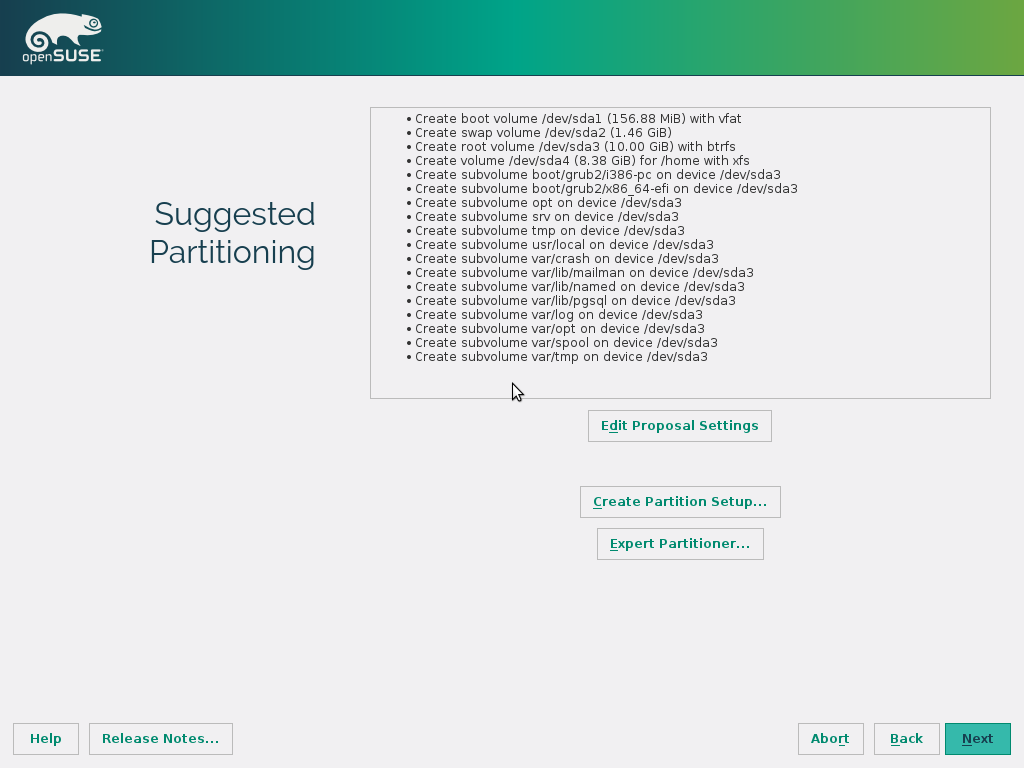 openSUSE
Suggested
Partitioning
• Create boot volume /dev/sda1 (156.88 MiB) with vfat
• Create swap volume /dev/sda2 (1.46 GiB)
• Create root volume /dev/sda3 (10.00 GiB) with btrfs
• Create volume /dev/sda4 (8.38 GiB) for /home with xfs
• Create subvolume boot/grub2/i386-pc on device /dev/sda3
• Create subvolume boot/grub2/x86_64-efi on device /dev/sda3
• Create subvolume opt on device /dev/sda3
• Create subvolume srv on device /dev/sda3
• Create subvolume tmp on device /dev/sda3
• Create subvolume usr/local on device /dev/sda3
• Create subvolume var/crash on device /dev/sda3
• Create subvolume var/lib/mailman on device /dev/sda3
• Create subvolume var/lib/named on device /dev/sda3
• Create subvolume var/lib/pgsql on device /dev/sda3
• Create subvolume var/log on device /dev/sda3
• Create subvolume var/opt on device /dev/sda3
• Create subvolume var/spool on device /dev/sda3
• Create subvolume var/tmp on device /dev/sda3
Edit Proposal Settings
Create Partition Setup...
Expert Partitioner...
Help
Release Notes...
Abort
Back
Next